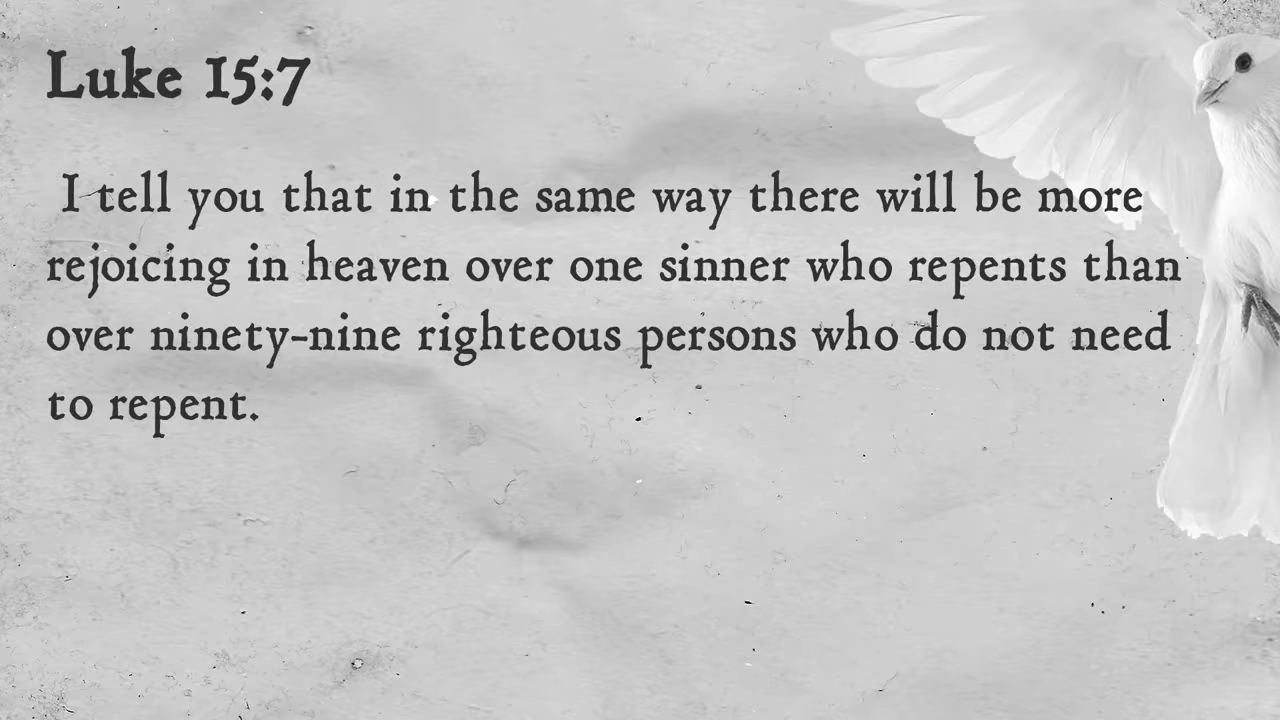 Luke 15:7
I tell you that in the same way there will be more
rejoicing in heaven over one sinner who repents than
over ninety-nine righteous persons who do not need
to repent.